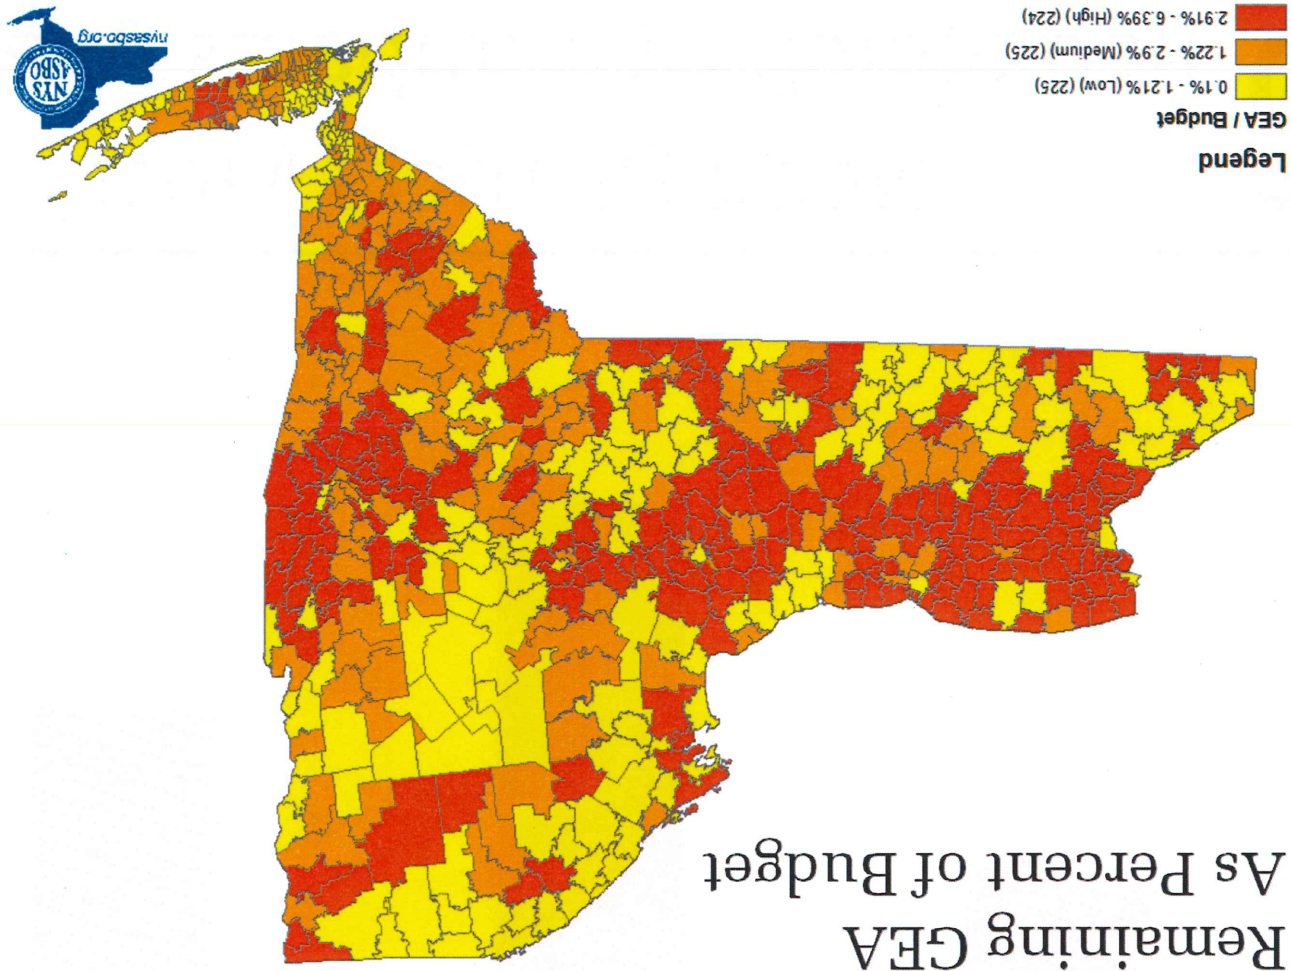 Remaining GEA
As Percent of Budget
Legend
GEA / Budget
0.1% - 1.21% (Low) (225)
1.22% - 2.9% (Medium) (225)
2.91% - 6.39% (High) (224)
NYS
ASBO
nysasbo.org